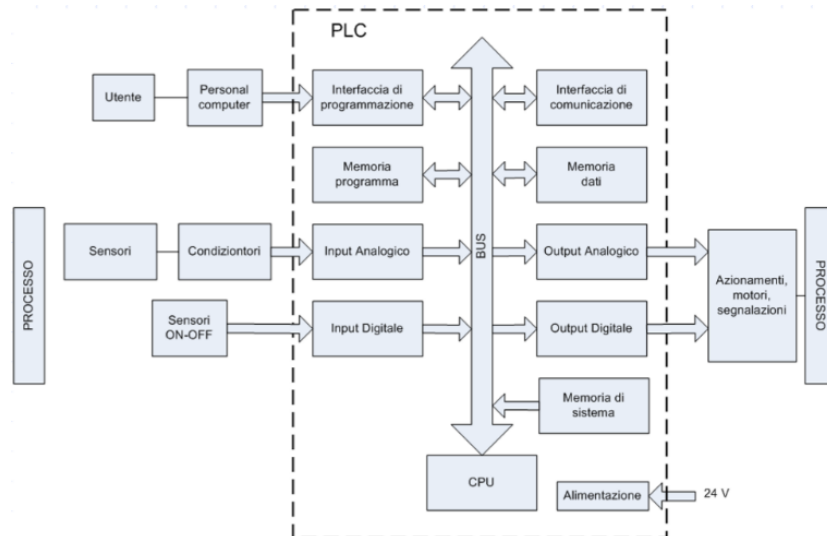 PLC
Utente
Personal
computer
Interfaccia di
programmazione
Interfaccia di
comunicazione
Memoria
programma
Memoria
dati
PROCESSO
Sensori
Condiziontori
Input Analogico
BUS
Output Analogico
Azionamenti,
motori,
segnalazioni
PROCESSO
Sensori
ON-OFF
Input Digitale
Output Digitale
Memoria di
sistema
CPU
Alimentazione
24 V